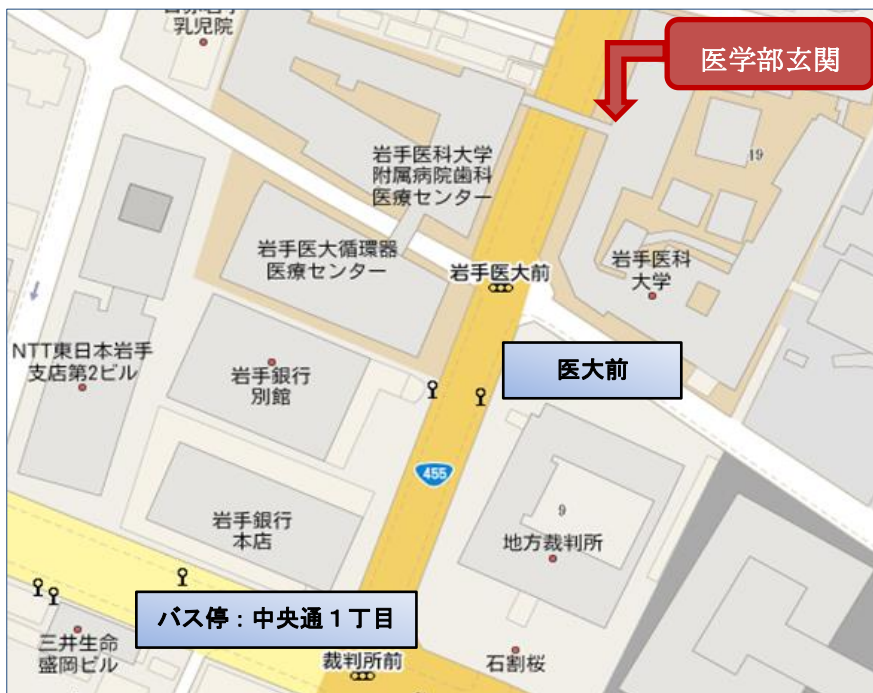 乳児院
医学部玄関
19
岩手医科大学
附属病院歯科
医療センター
岩手医大循環器
医療センター
岩手医大前
岩手医科
大学
NTT東日本岩手
支店第2ビル
岩手銀行
別館
医大前
455
岩手銀行
本店
9
地方裁判所
バス停：中央通１丁目
三井生命
盛岡ビル
裁判所前
石割桜